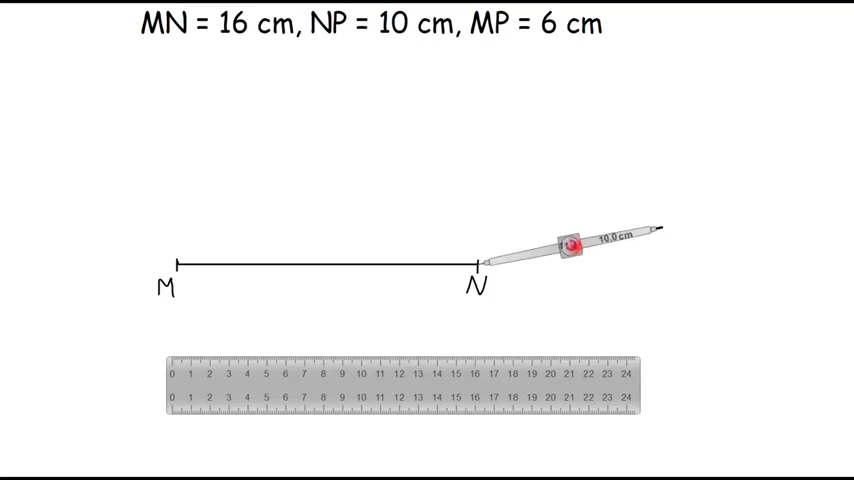 MN = 16 cm, NP = 10 cm, MP = 6 cm
10.0 cm
M
N
0 1 2 3 4 5 6 7 8 9 10 11 12 13 14 15 16 17 18 19 20 21 22 23 24
0 1 2 3 4 5 6 7 8 9 10 11 12 13 14 15 16 17 18 19 20 21 22 23 24